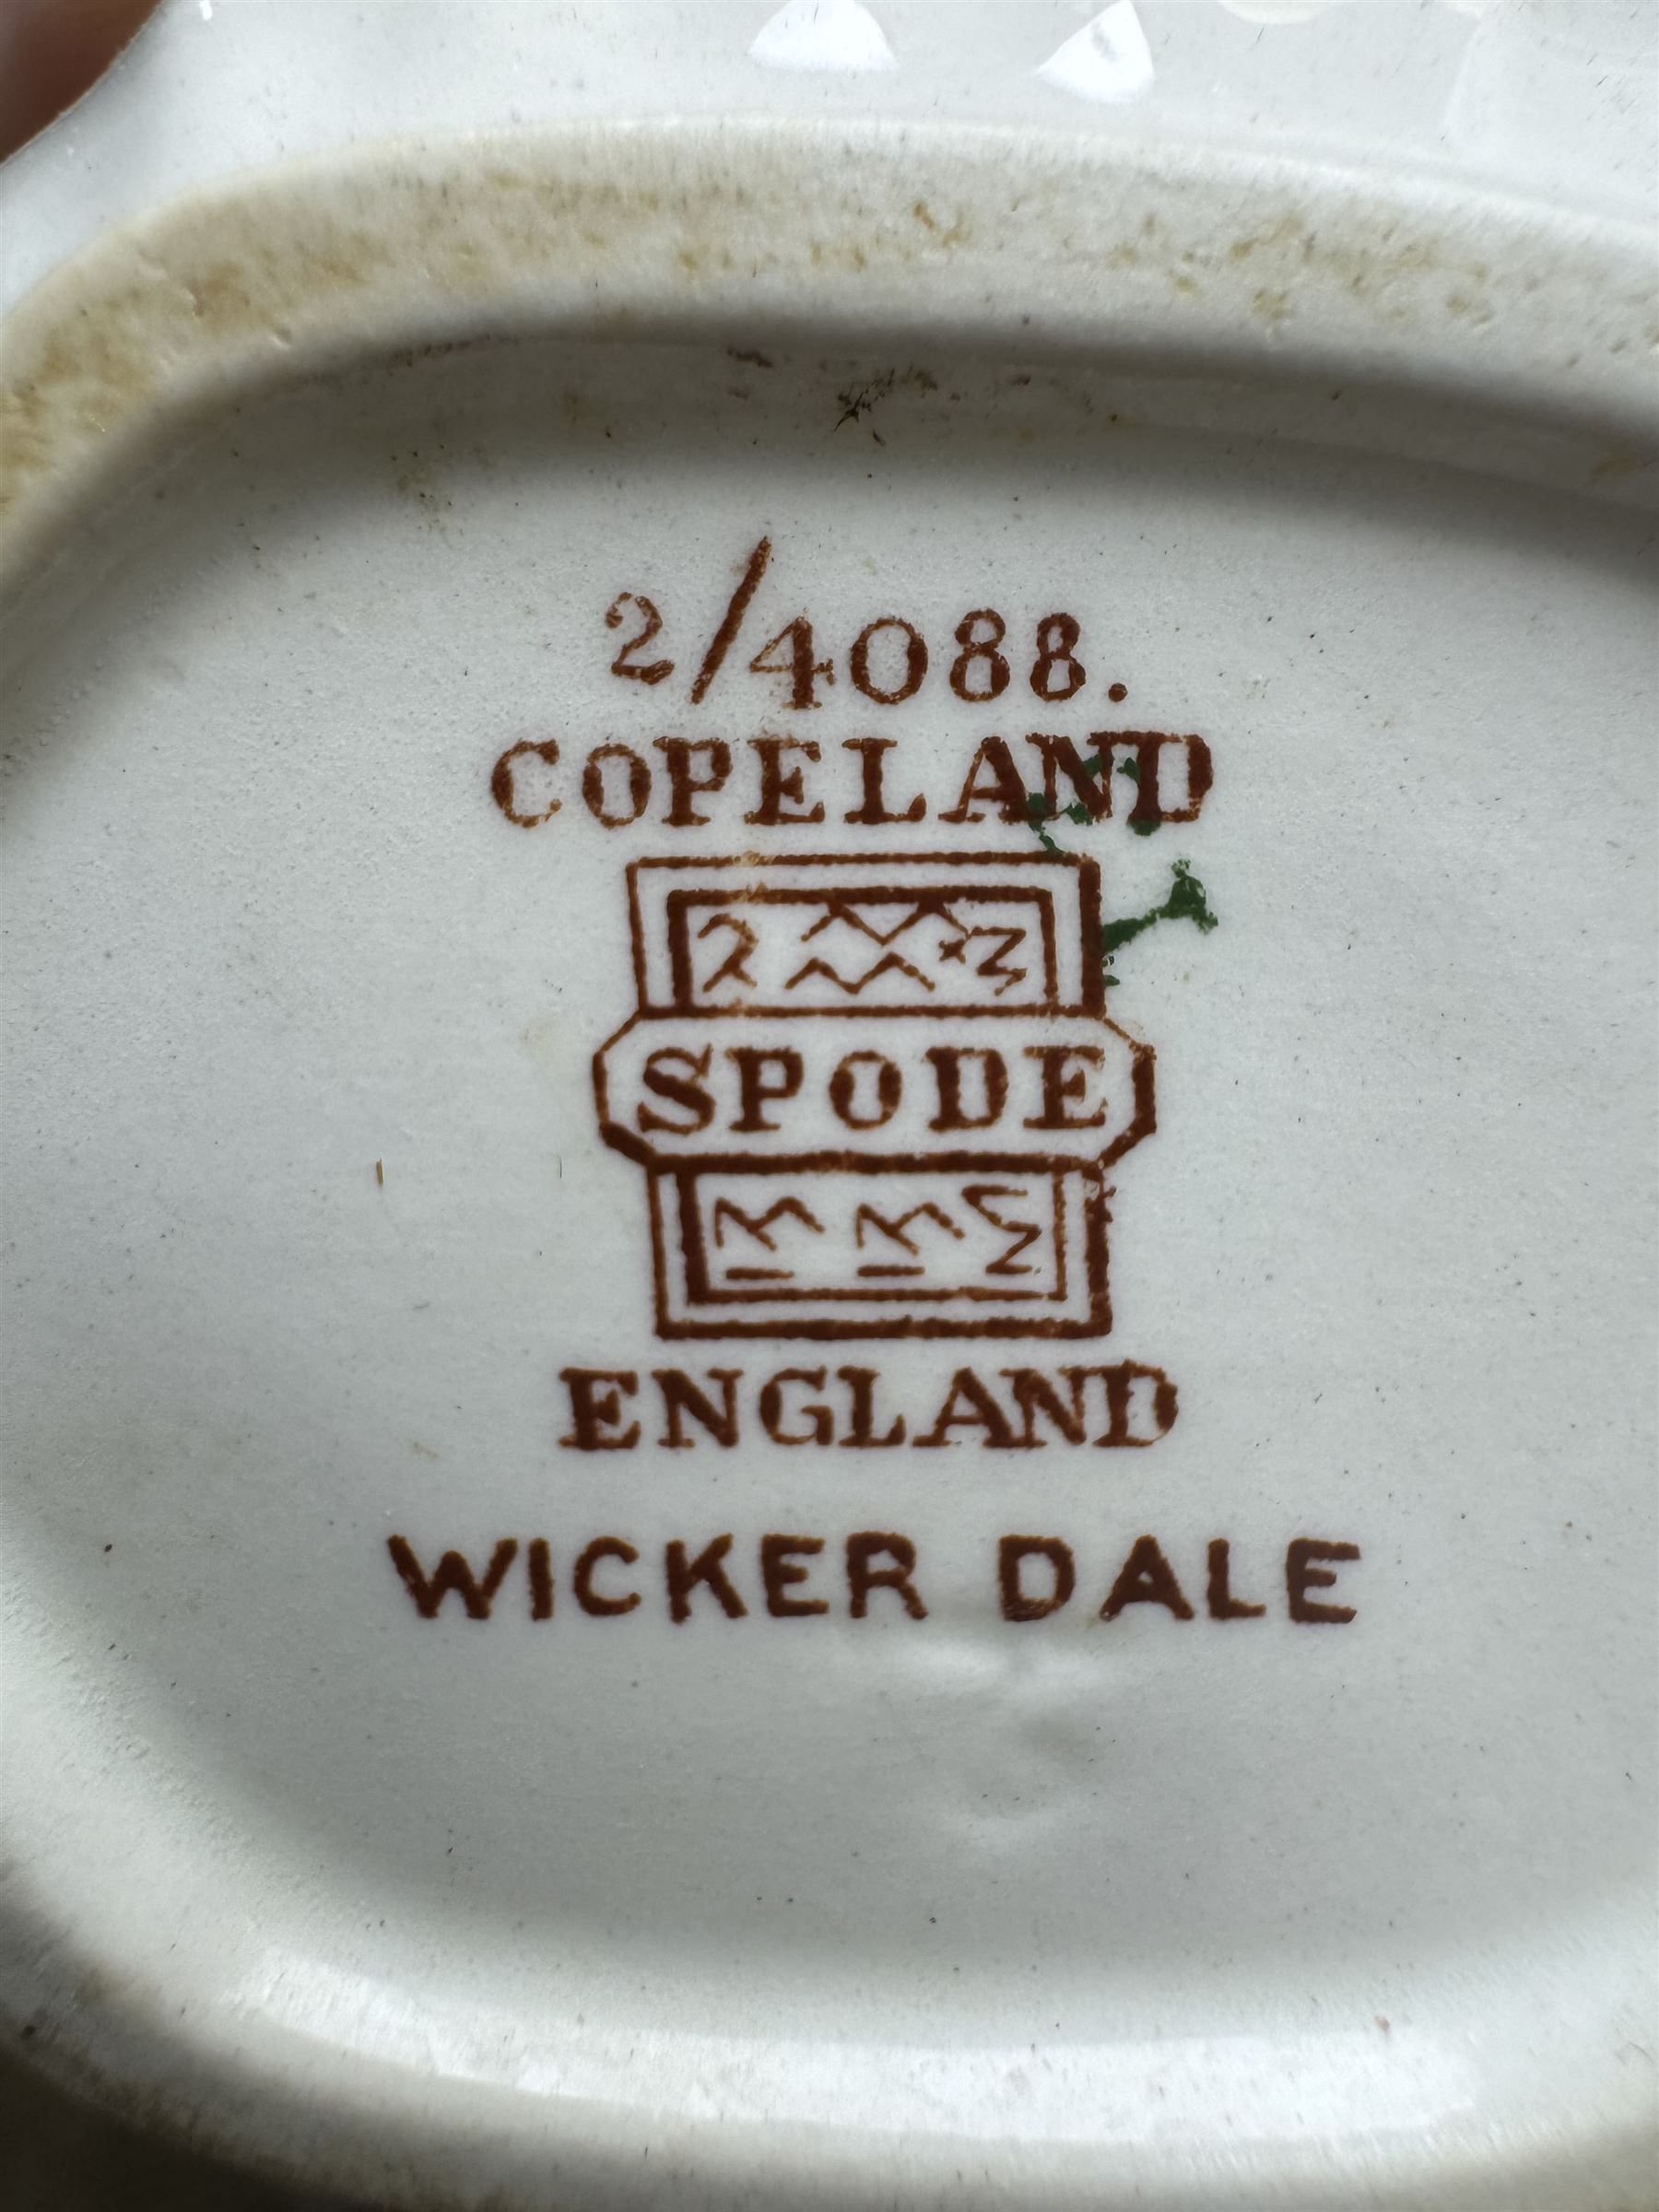 2/4088.
COPELAND
SPODE
ENGLAND
WICKER DALE